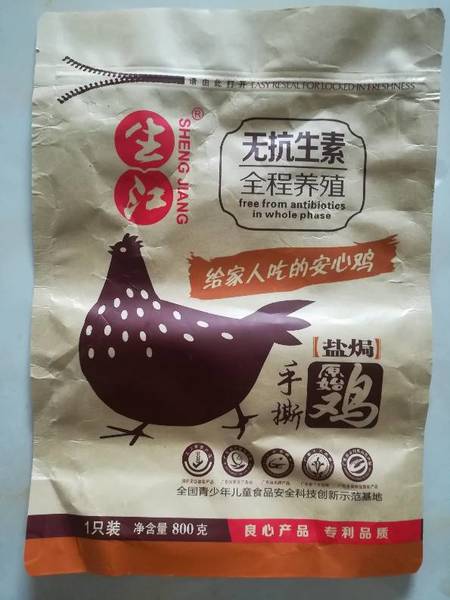 请由此打开 EASY RESEAL FOR LOCKED IN FRESHNESS
生江®
SHENG JIANG
无抗生素
全程养殖
free from antibiotics
in whole phase
给家人吃的安心鸡
【盐焗】
手撕
原始
鸡
全国青少年儿童食品安全科技创新示范基地
1只装 净含量 800克
良心产品 专利品质